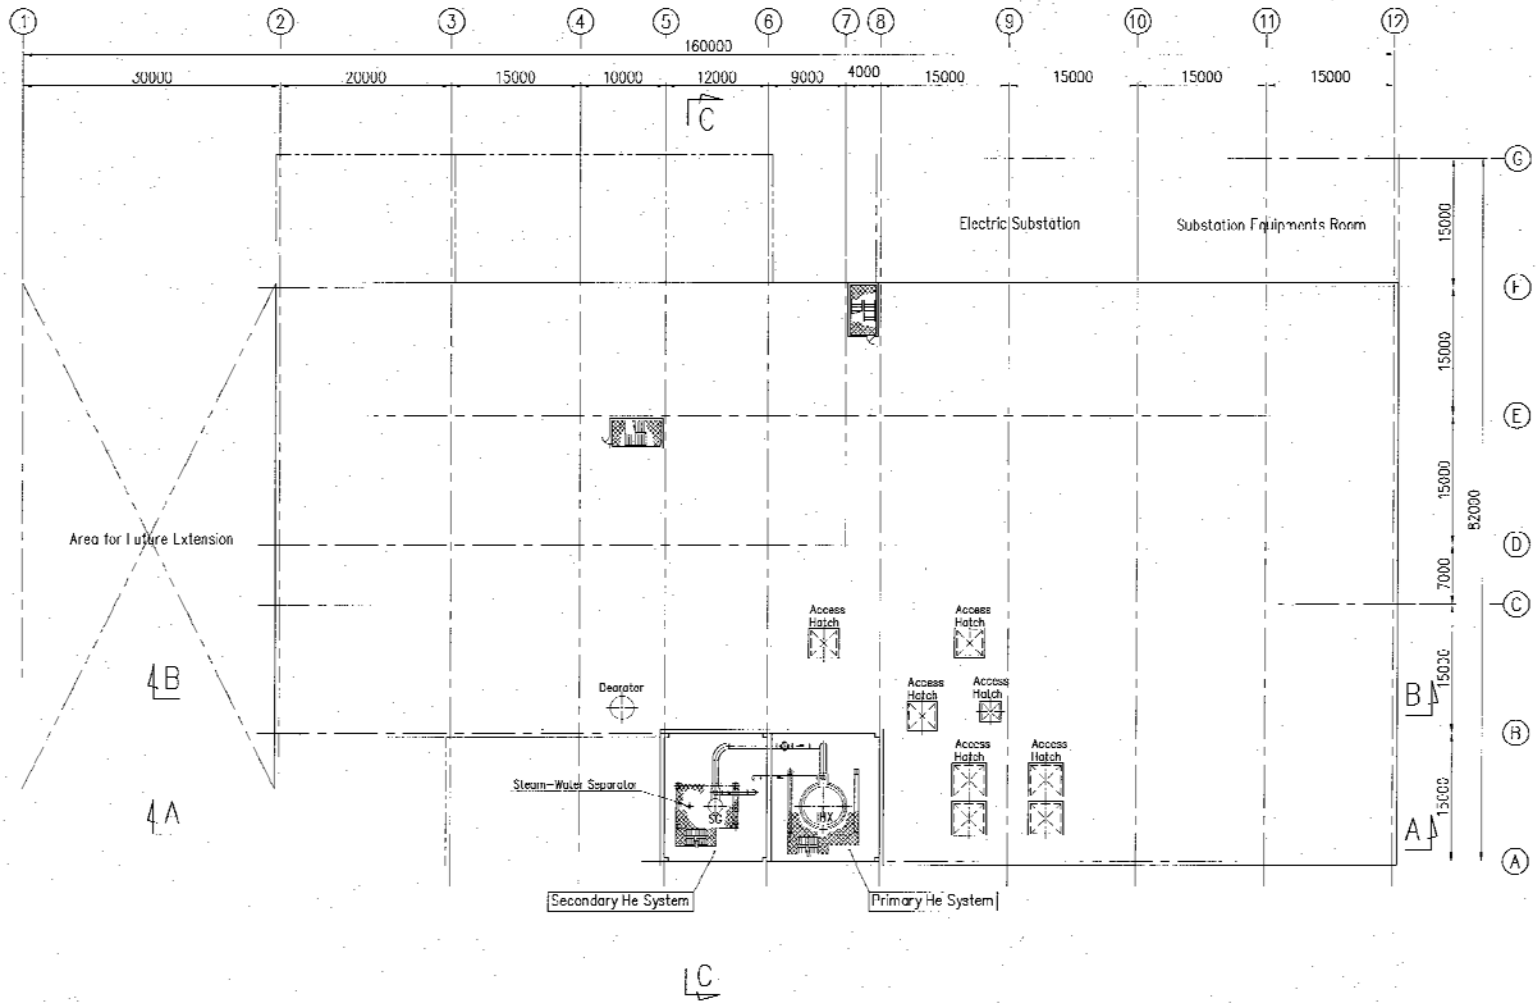 1 2 3 4 5 6 7 8 9 10 11 12
160000
30000 20000 15000 10000 12000 9000 4000 15000 15000 15000 15000
C
G
Electric Substation
Substation Equipments Room
15000
F
15000
E
15000
82000
Area for Future Extension
D
7000
C
Access
Hatch
Access
Hatch
B
15000
B
Access
Hatch
Access
Hatch
Dearator
B
Access
Hatch
Access
Hatch
Steam-Water Separator
SG
HX
15000
A
A
A
Secondary He System
Primary He System
C